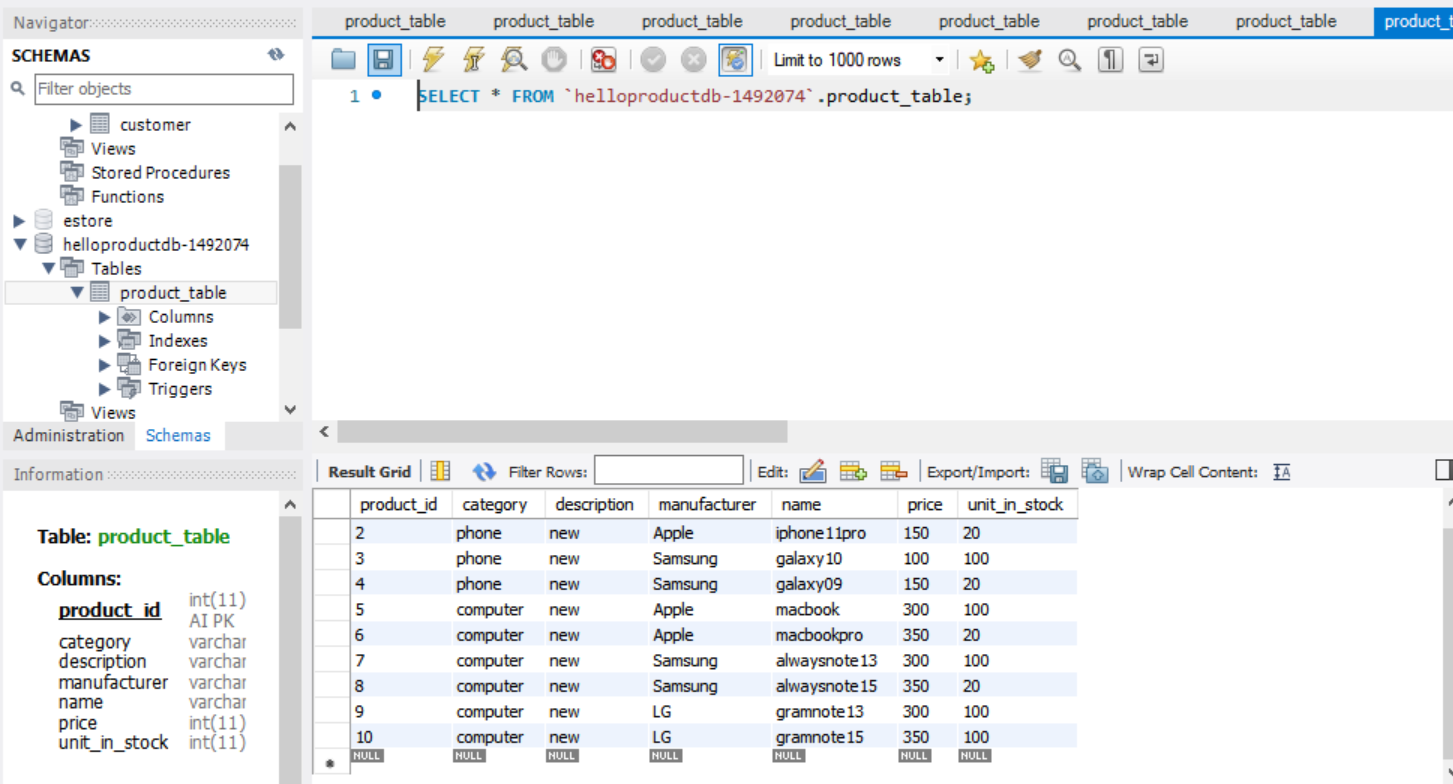 Navigator
SCHEMAS
Filter objects
customer
Views
Stored Procedures
Functions
estore
helloproductdb-1492074
Tables
product_table
Columns
Indexes
Foreign Keys
Triggers
Views
Administration Schemas
Information
Table: product_table
Columns:
product_id int(11) AI PK
category varchar
description varchar
manufacturer varchar
name varchar
price int(11)
unit_in_stock int(11)
product_table product_table product_table product_table product_table product_table product_table product_t
Limit to 1000 rows
1 SELECT * FROM `helloproductdb-1492074`.product_table;
Result Grid Filter Rows: Edit: Export/Import: Wrap Cell Content: IA
product_id category description manufacturer name price unit_in_stock
2 phone new Apple iphone11pro 150 20
3 phone new Samsung galaxy10 100 100
4 phone new Samsung galaxy09 150 20
5 computer new Apple macbook 300 100
6 computer new Apple macbookpro 350 20
7 computer new Samsung alwaysnote13 300 100
8 computer new Samsung alwaysnote15 350 20
9 computer new LG gramnote13 300 100
10 computer new LG gramnote15 350 100
NULL NULL NULL NULL NULL NULL NULL